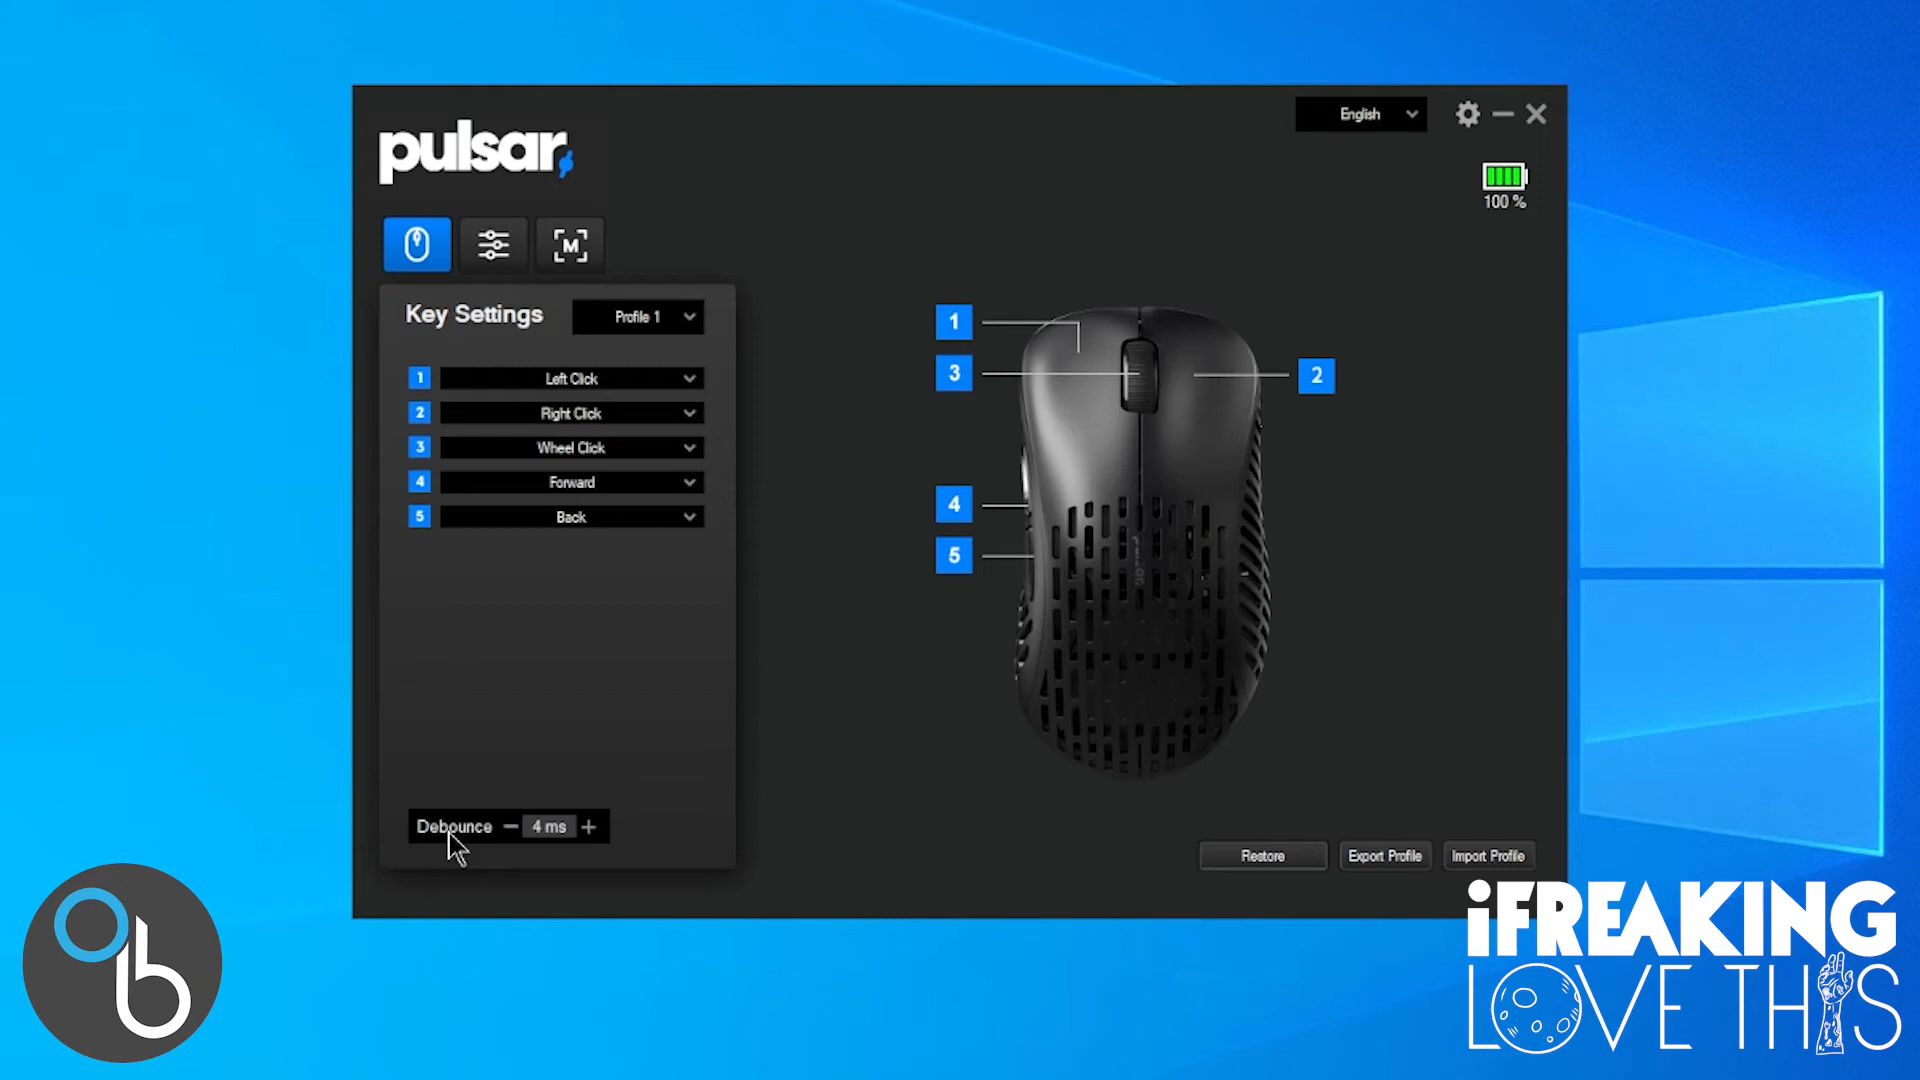 English
pulsar
100 %
M
Key Settings
Profile 1
1 Left Click
2 Right Click
3 Wheel Click
4 Forward
5 Back
1
3
2
4
5
Debounce − 4 ms +
Restore
Export Profile
Import Profile
b
iFREAKING
LOVE THIS